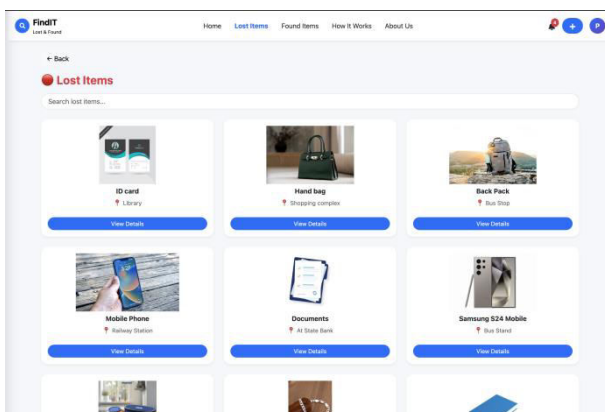 FindIT
Lost & Found
Home Lost Items Found Items How It Works About Us
+
P
← Back
Lost Items
Search lost items...
ID card
Library
View Details
Hand bag
Shopping complex
View Details
Back Pack
Bus Stop
View Details
Mobile Phone
Railway Station
View Details
Documents
At State Bank
View Details
Samsung S24 Mobile
Bus Stand
View Details